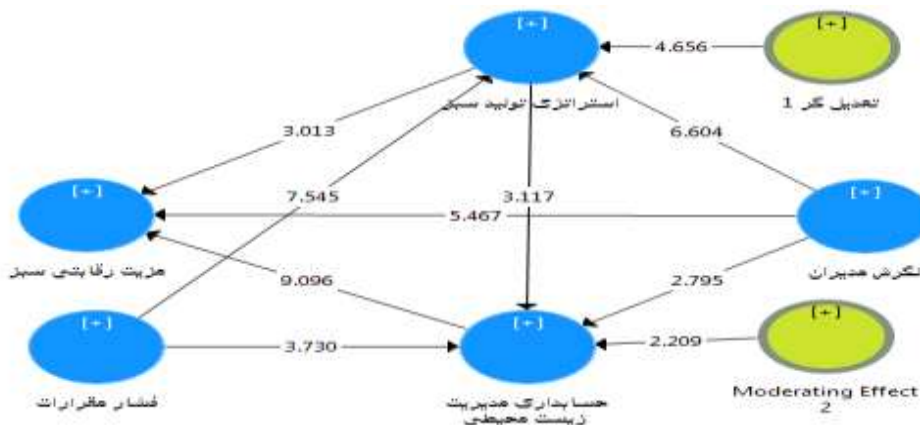 [+]
[+]
4.656
استراتژی تولید سبز
تعدیل گر 1
3.013
6.604
[+]
7.545
3.117
[+]
5.467
مزیت رقابتی سبز
نگرش مدیران
9.096
2.795
[+]
[+]
[+]
3.730
2.209
فشار مقررات
حسابداری مدیریت
زیست محیطی
Moderating Effect
2